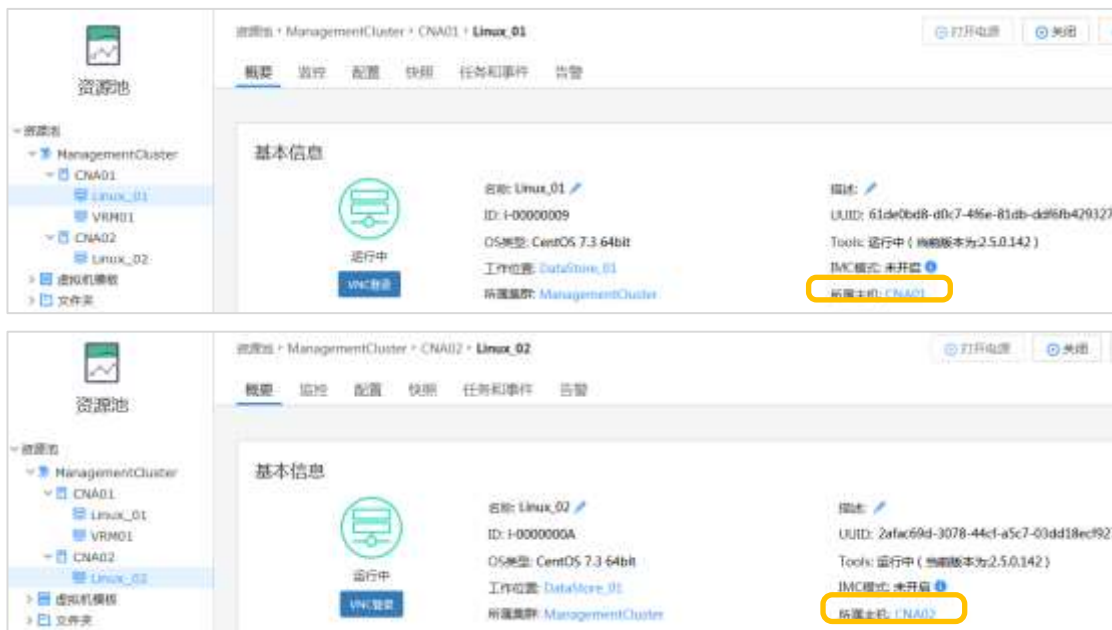 资源池 ManagementCluster CNA01 Linux_01
打开电源 关闭
概要 监控 配置 快照 任务和事件 告警
资源池
资源池
ManagementCluster
CNA01
Linux_01
VRM01
CNA02
Linux_02
虚拟机模板
文件夹
基本信息
运行中
VNC登录
名称: Linux_01
ID: i-00000009
OS类型: CentOS 7.3 64bit
工作位置: DataStore_01
所属集群: ManagementCluster
描述:
UUID: 61de0bd8-d0c7-4f6e-81db-ddf6fb429327
Tools: 运行中 ( 当前版本为:2.5.0.142 )
IMC模式: 未开启
所属主机: CNA01
资源池 ManagementCluster CNA02 Linux_02
打开电源 关闭
概要 监控 配置 快照 任务和事件 告警
资源池
资源池
ManagementCluster
CNA01
Linux_01
VRM01
CNA02
Linux_02
虚拟机模板
文件夹
基本信息
运行中
VNC登录
名称: Linux_02
ID: i-0000000A
OS类型: CentOS 7.3 64bit
工作位置: DataStore_01
所属集群: ManagementCluster
描述:
UUID: 2afac69d-3078-44cf-a5c7-03dd18ecf927
Tools: 运行中 ( 当前版本为:2.5.0.142 )
IMC模式: 未开启
所属主机: CNA02